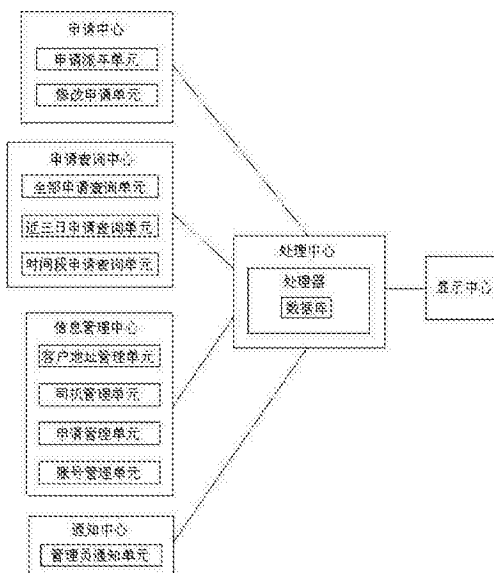 申请中心
申请派车单元
修改申请单元
申请查询中心
全部申请查询单元
近三日申请查询单元
时间段申请查询单元
信息管理中心
客户地址管理单元
司机管理单元
申请管理单元
账号管理单元
通知中心
管理员通知单元
处理中心
处理器
数据库
显示中心